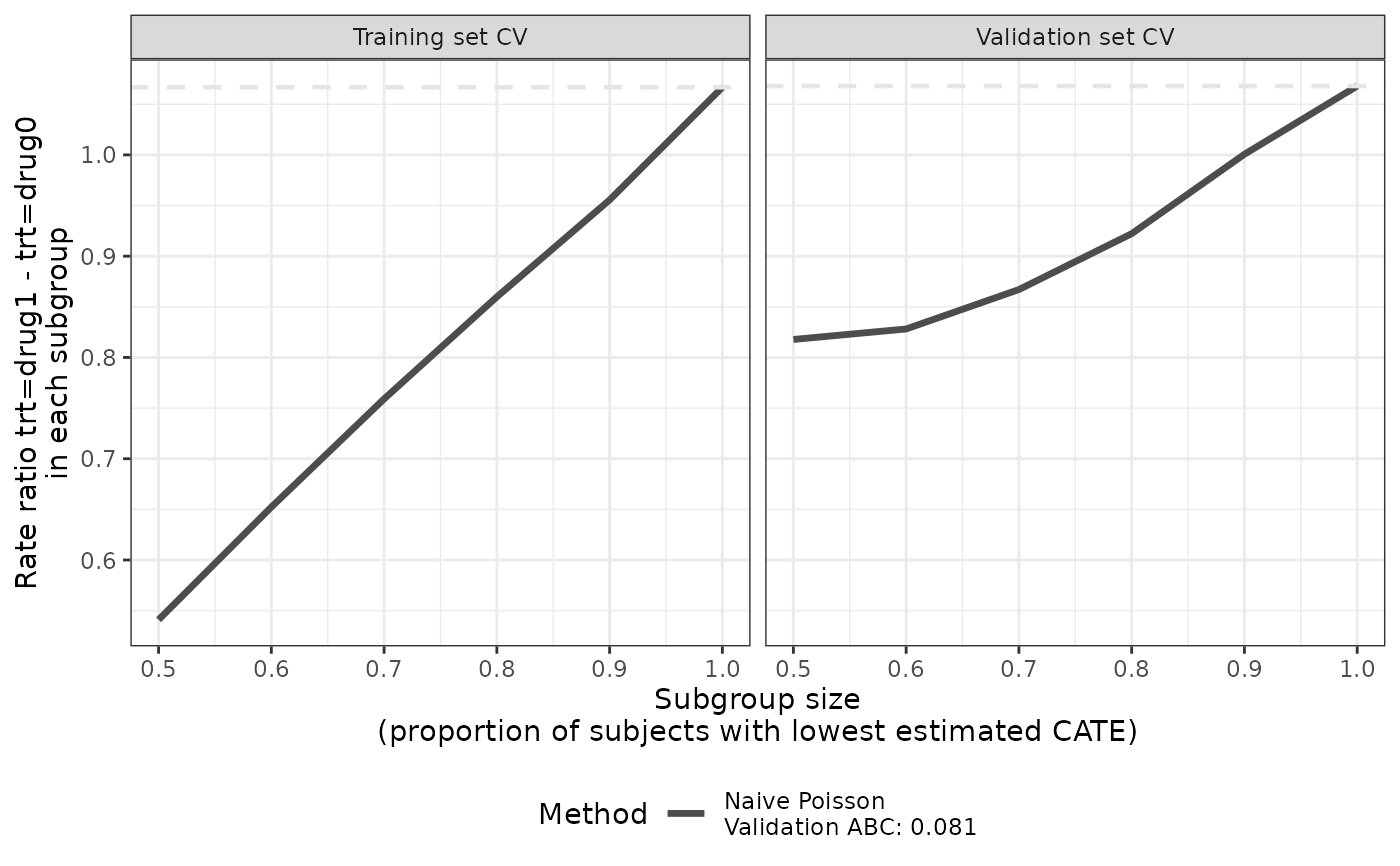 Training set CV
Validation set CV
Rate ratio trt=drug1 - trt=drug0
in each subgroup
1.0
0.9
0.8
0.7
0.6
0.5 0.6 0.7 0.8 0.9 1.0
0.5 0.6 0.7 0.8 0.9 1.0
Subgroup size
(proportion of subjects with lowest estimated CATE)
Method
Naive Poisson
Validation ABC: 0.081